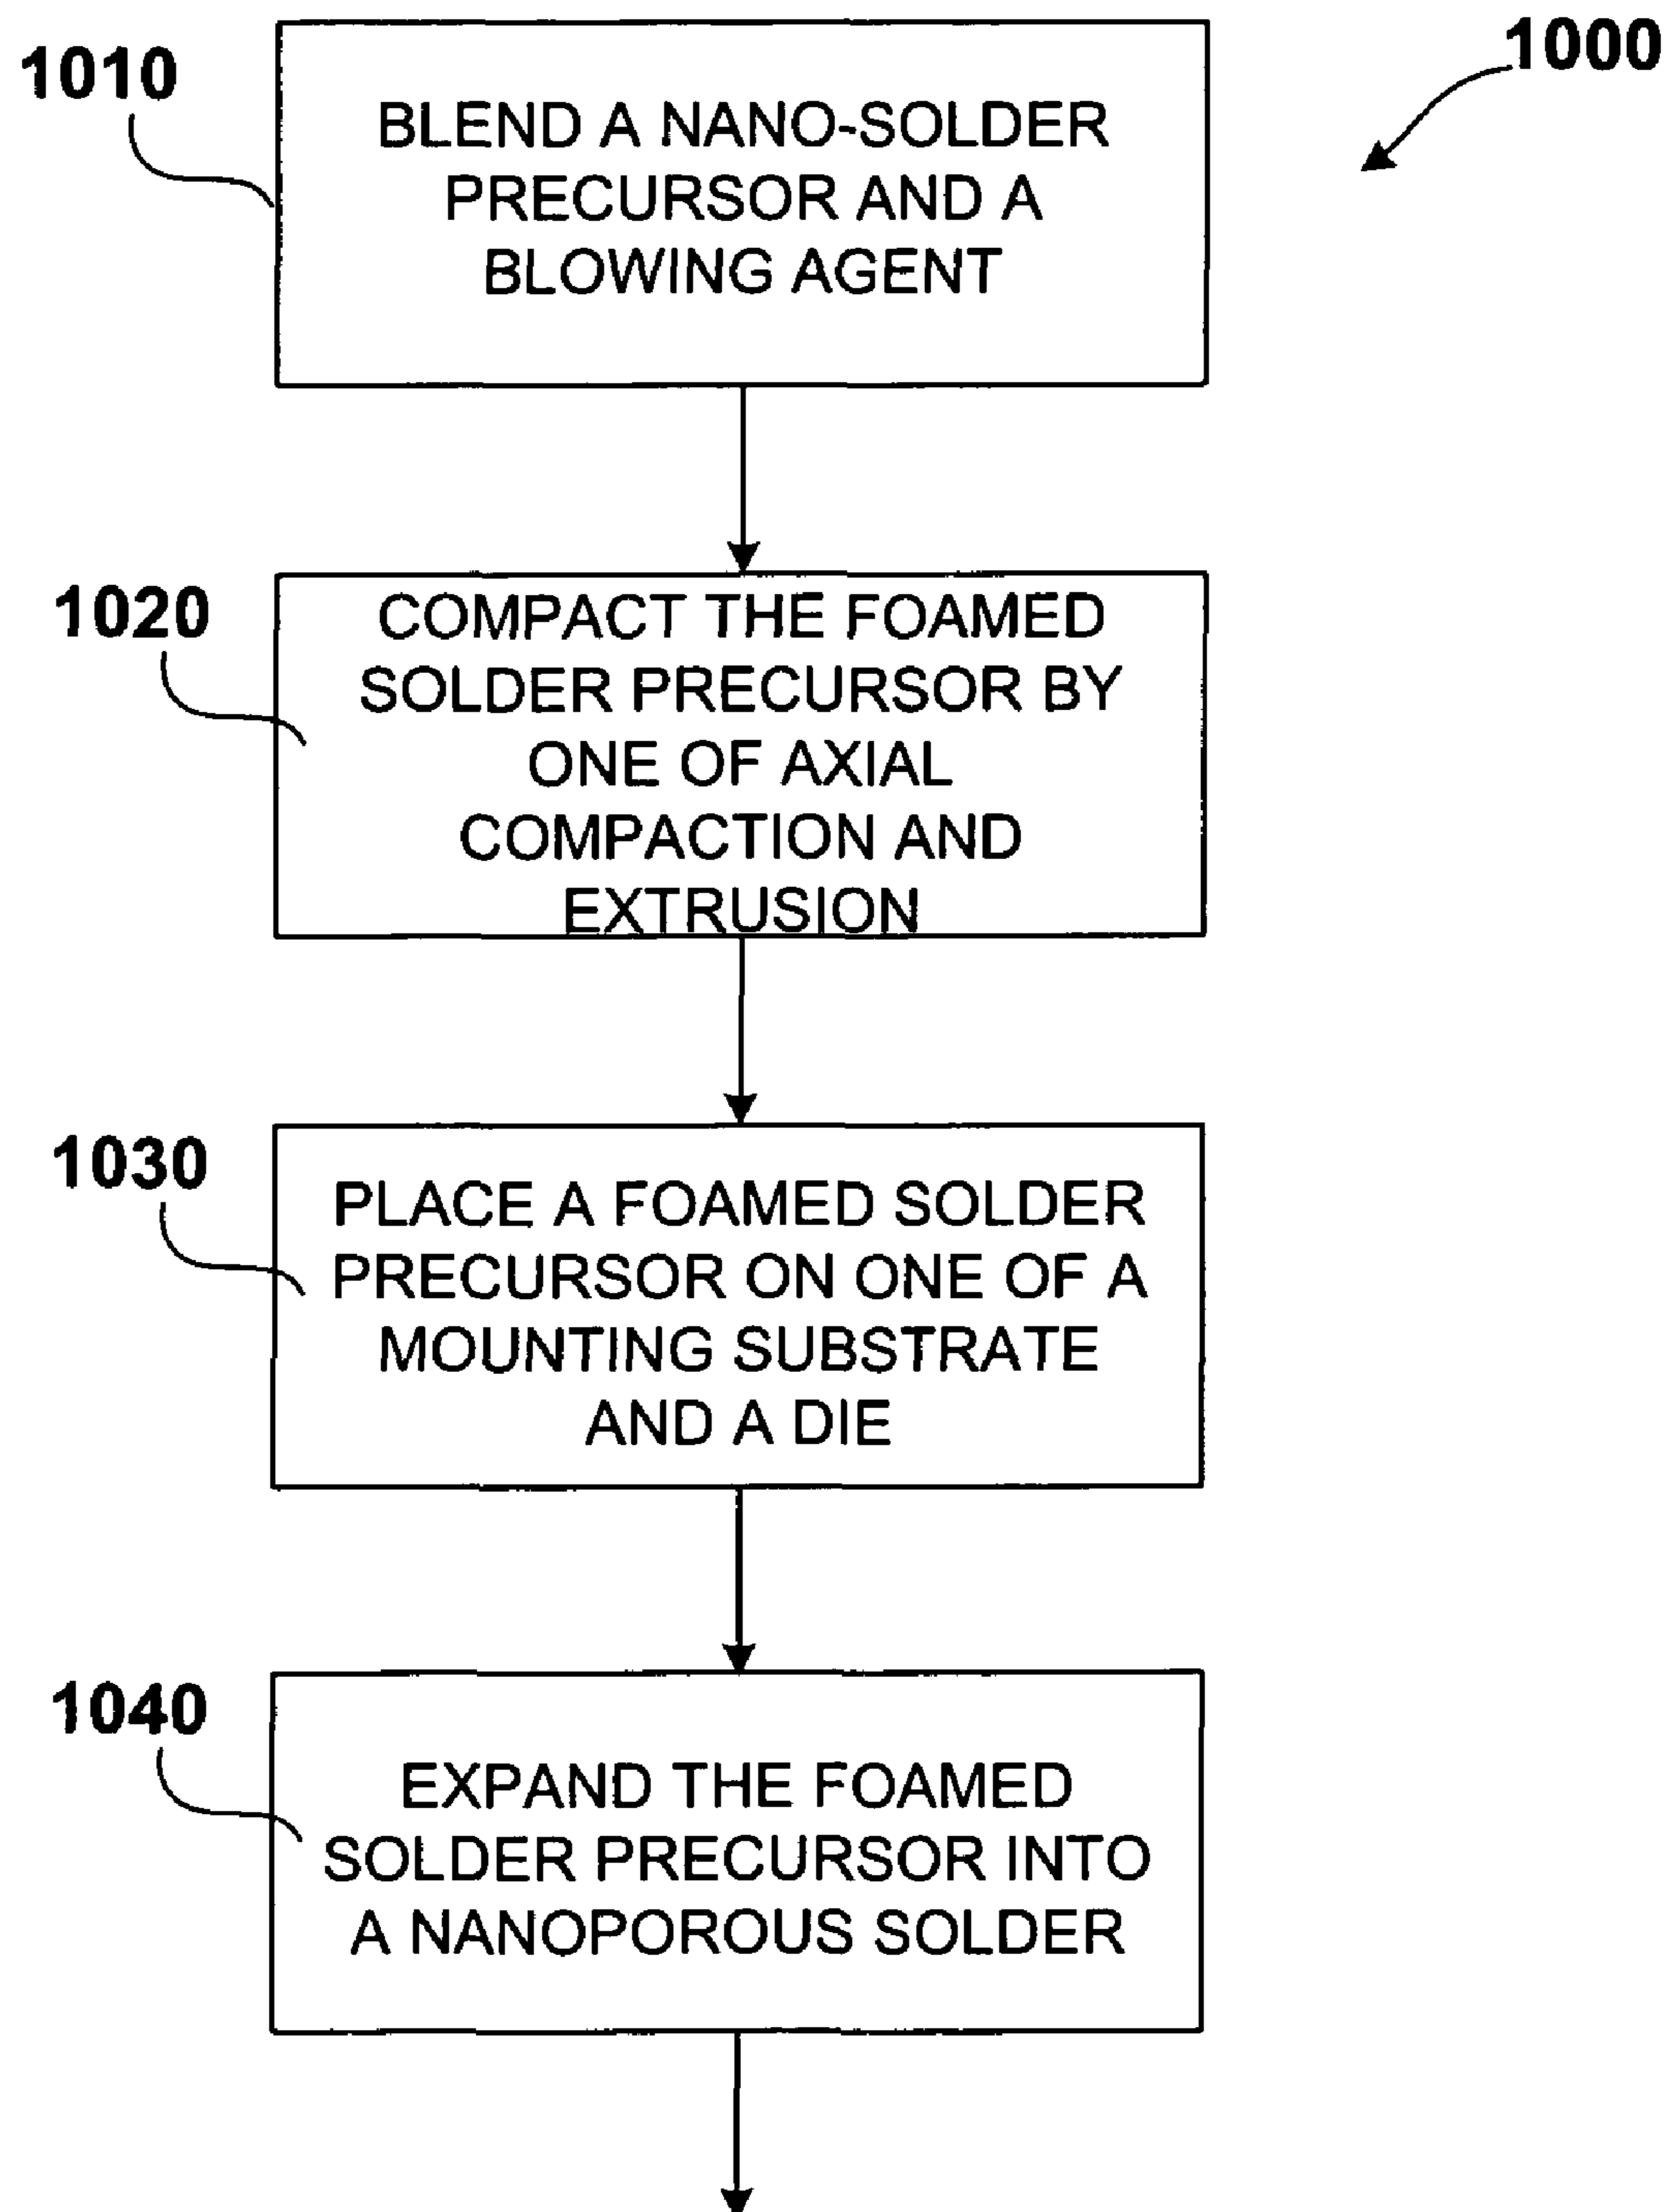 1000
1010
BLEND A NANO-SOLDER
PRECURSOR AND A
BLOWING AGENT
1020
COMPACT THE FOAMED
SOLDER PRECURSOR BY
ONE OF AXIAL
COMPACTION AND
EXTRUSION
1030
PLACE A FOAMED SOLDER
PRECURSOR ON ONE OF A
MOUNTING SUBSTRATE
AND A DIE
1040
EXPAND THE FOAMED
SOLDER PRECURSOR INTO
A NANOPOROUS SOLDER